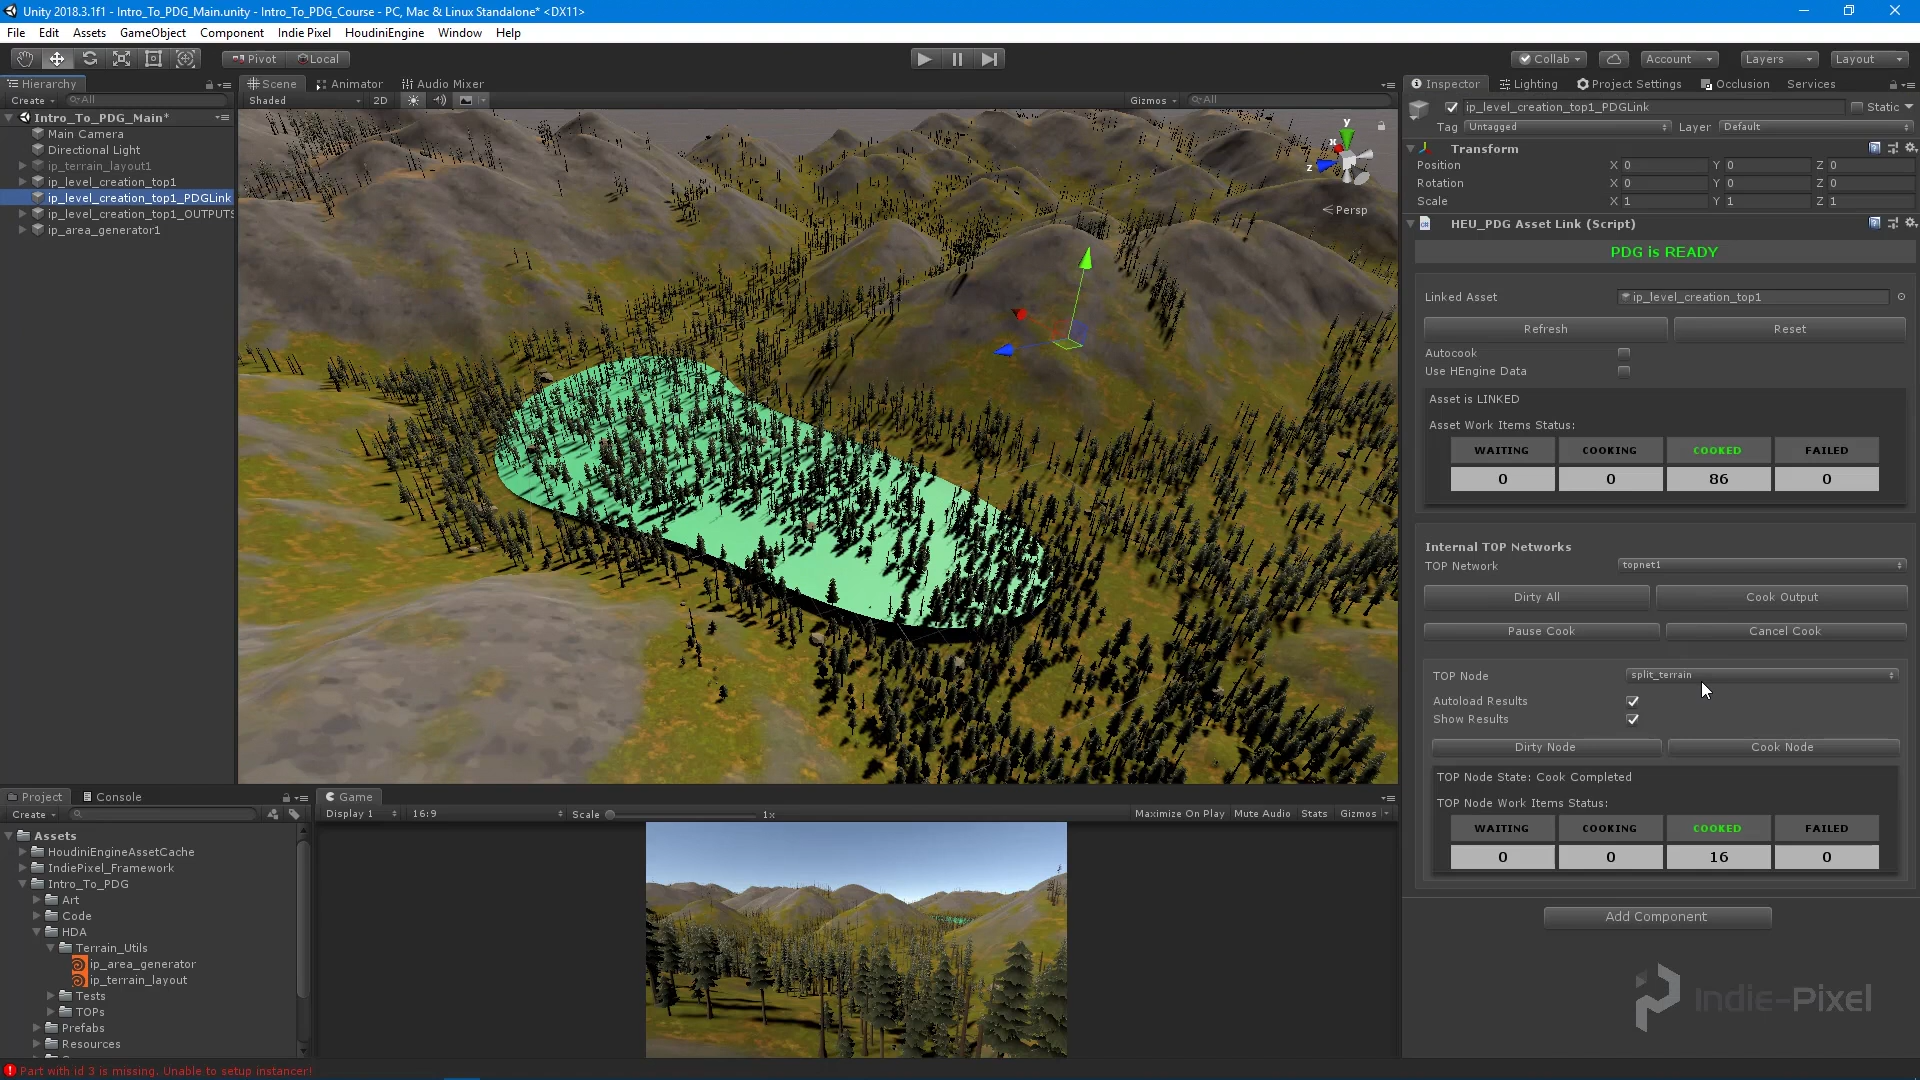 Unity 2018.3.1f1 - Intro_To_PDG_Main.unity - Intro_To_PDG_Course - PC, Mac & Linux Standalone* <DX11>
File Edit Assets GameObject Component Indie Pixel HoudiniEngine Window Help
Pivot Local Collab Account Layers Layout
Hierarchy
Create All
Intro_To_PDG_Main*
Main Camera
Directional Light
ip_terrain_layout1
ip_level_creation_top1
ip_level_creation_top1_PDGLink
ip_level_creation_top1_OUTPUTS
ip_area_generator1
Scene Animator Audio Mixer
Shaded 2D Gizmos All
y
x
z
Persp
Inspector Lighting Project Settings Occlusion Services
ip_level_creation_top1_PDGLink Static
Tag Untagged Layer Default
Transform
Position X 0 Y 0 Z 0
Rotation X 0 Y 0 Z 0
Scale X 1 Y 1 Z 1
HEU_PDG Asset Link (Script)
PDG is READY
Linked Asset ip_level_creation_top1
Refresh Reset
Autocook
Use HEngine Data
Asset is LINKED
Asset Work Items Status:
WAITING COOKING COOKED FAILED
0 0 86 0
Internal TOP Networks
TOP Network topnet1
Dirty All Cook Output
Pause Cook Cancel Cook
TOP Node split_terrain
Autoload Results
Show Results
Dirty Node Cook Node
TOP Node State: Cook Completed
TOP Node Work Items Status:
WAITING COOKING COOKED FAILED
0 0 16 0
Add Component
Indie-Pixel
Project Console
Create
Assets
HoudiniEngineAssetCache
IndiePixel_Framework
Intro_To_PDG
Art
Code
HDA
Terrain_Utils
ip_area_generator
ip_terrain_layout
Tests
TOPs
Prefabs
Resources
Game
Display 1 16:9 Scale 1x Maximize On Play Mute Audio Stats Gizmos
Part with id 3 is missing. Unable to setup instancer!